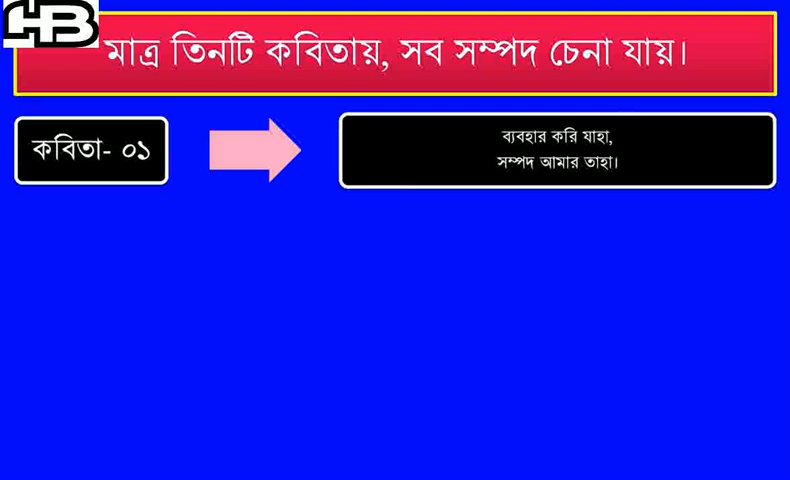 HB
মাত্র তিনটি কবিতায়, সব সম্পদ চেনা যায়।
কবিতা- ০১
ব্যবহার করি যাহা,
সম্পদ আমার তাহা।